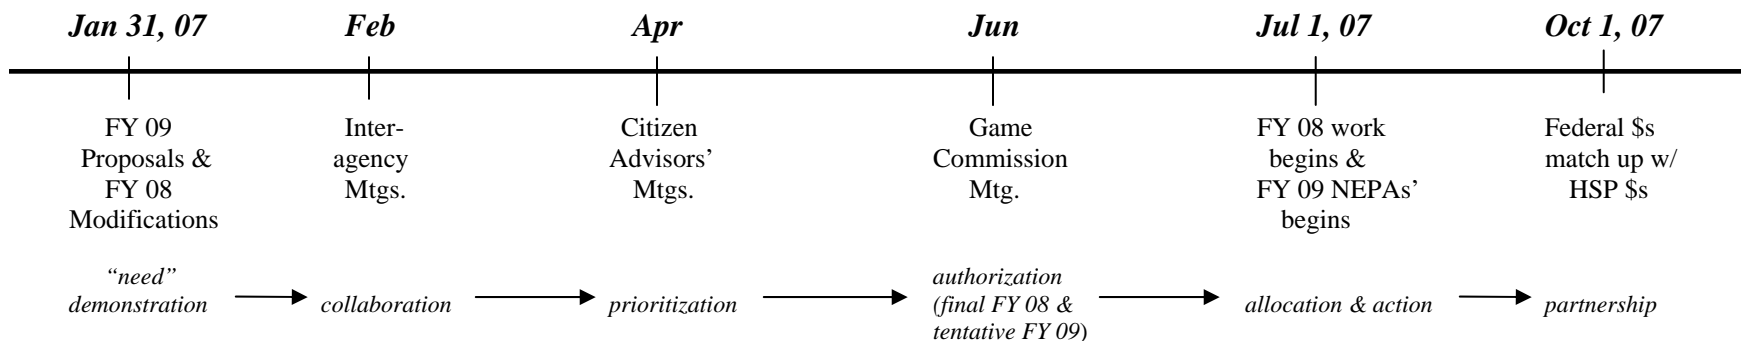 Jan 31, 07 Feb Apr Jun Jul 1, 07 Oct 1, 07
FY 09
Proposals &
FY 08
Modifications
Inter-
agency
Mtgs.
Citizen
Advisors’
Mtgs.
Game
Commission
Mtg.
FY 08 work
begins &
FY 09 NEPAs’
begins
Federal $s
match up w/
HSP $s
“need”
demonstration
collaboration
prioritization
authorization
(final FY 08 &
tentative FY 09)
allocation & action
partnership